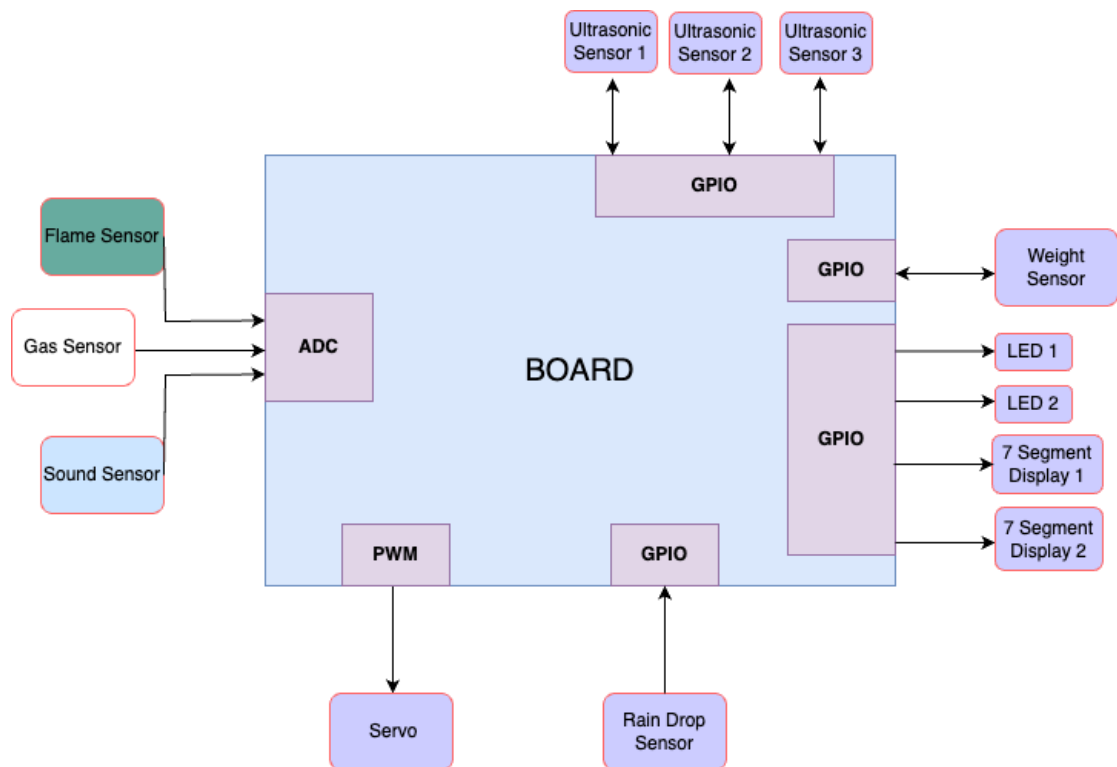 Ultrasonic
Sensor 1
Ultrasonic
Sensor 2
Ultrasonic
Sensor 3
GPIO
Flame Sensor
GPIO
Weight
Sensor
Gas Sensor
ADC
BOARD
LED 1
LED 2
GPIO
Sound Sensor
7 Segment
Display 1
7 Segment
Display 2
PWM
GPIO
Servo
Rain Drop
Sensor